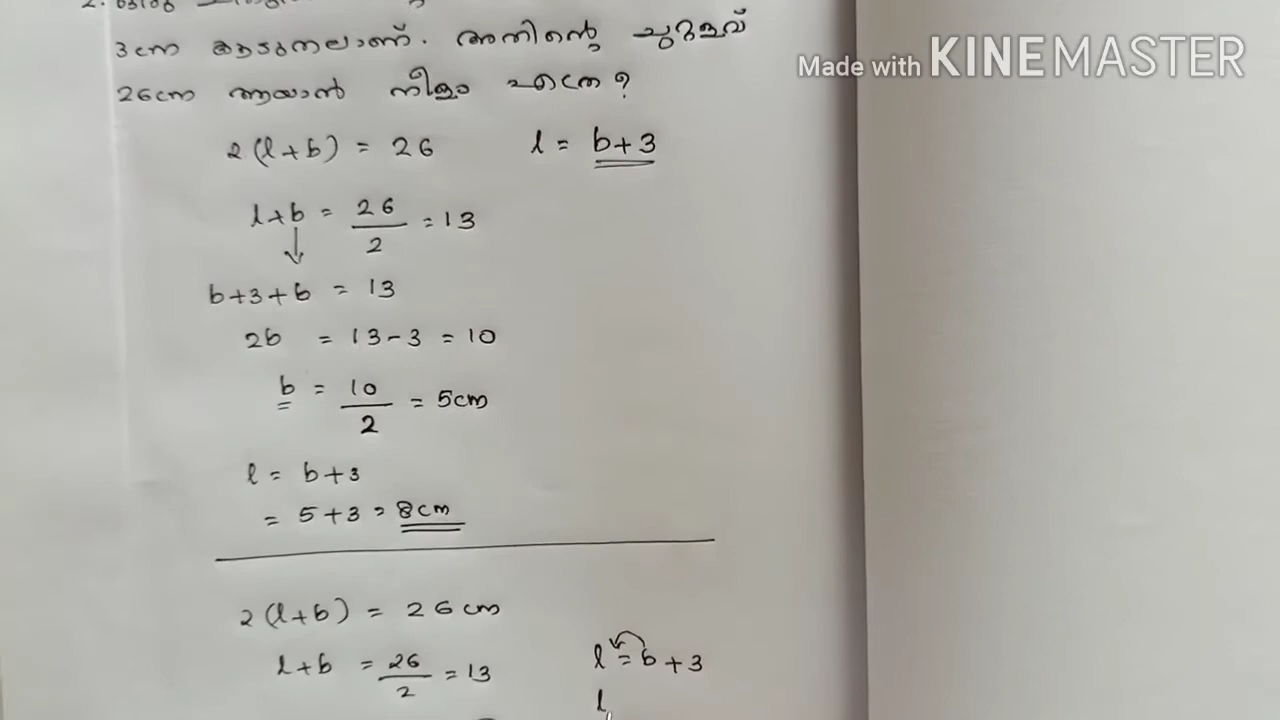 2.
3cm കൂടുതലാണ്. അതിന്റെ ചുറ്റളവ്
Made with KINEMASTER
26cm ആയാൽ നീളം എത്ര?
2(l+b) = 26 l = b+3
l+b = 26/2 = 13
b+3+b = 13
2b = 13-3 = 10
b = 10/2 = 5cm
l = b+3
= 5+3 = 8cm
2(l+b) = 26cm
l+b = 26/2 = 13 l = b+3
l